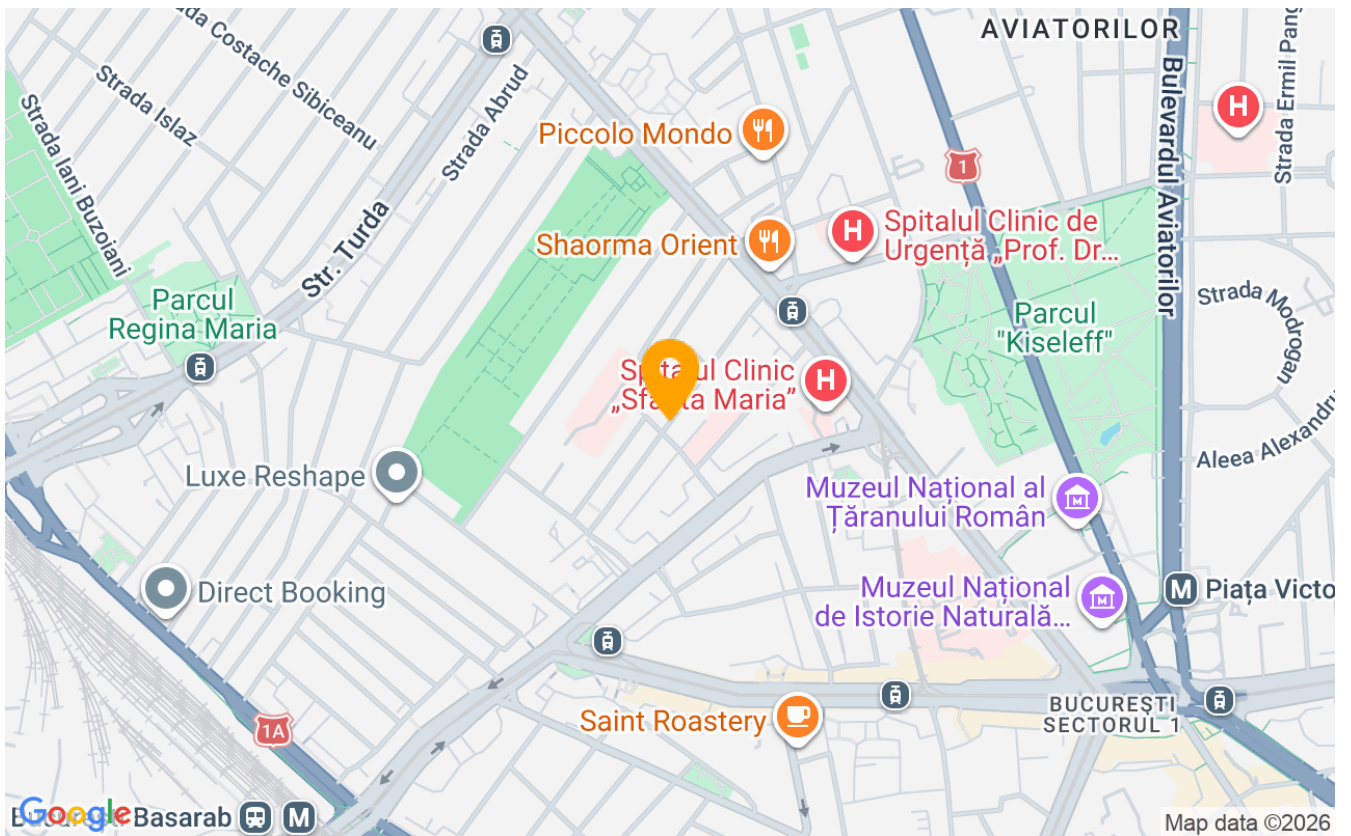 AVIATORILOR
Strada Costache Sibiceanu
Strada Islaz
Strada Iani Buzoiani
Strada Abrud
Str. Turda
Piccolo Mondo
Shaorma Orient
H
1
Bulevardul Aviatorilor
Strada Ermil Pang
H
Spitalul Clinic de
Urgență „Prof. Dr...
Parcul
"Kiseleff"
Strada Modrogan
Aleea Alexandru
Parcul
Regina Maria
Clinic
Maria”
H
Luxe Reshape
Direct Booking
Muzeul Național al
Țăranului Român
M
Muzeul Național
de Istorie Naturală...
M
M
Piața Victo
BUCUREȘTI
SECTORUL 1
Saint Roastery
1A
Google
Basarab
M
Map data ©2026